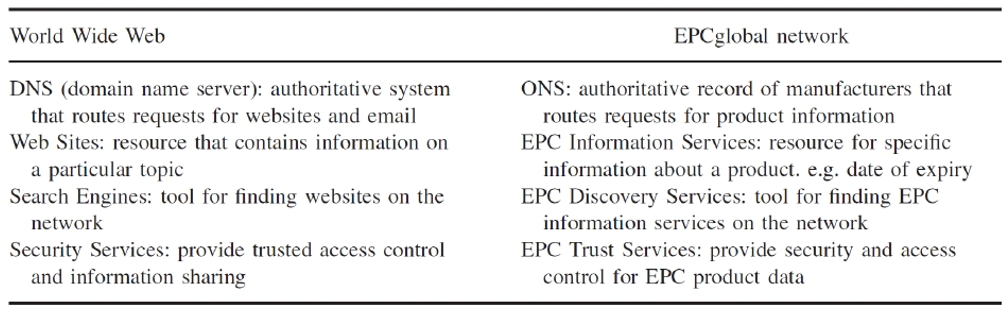 World Wide Web
EPCglobal network
DNS (domain name server): authoritative system
that routes requests for websites and email
Web Sites: resource that contains information on
a particular topic
Search Engines: tool for finding websites on the
network
Security Services: provide trusted access control
and information sharing
ONS: authoritative record of manufacturers that
routes requests for product information
EPC Information Services: resource for specific
information about a product. e.g. date of expiry
EPC Discovery Services: tool for finding EPC
information services on the network
EPC Trust Services: provide security and access
control for EPC product data